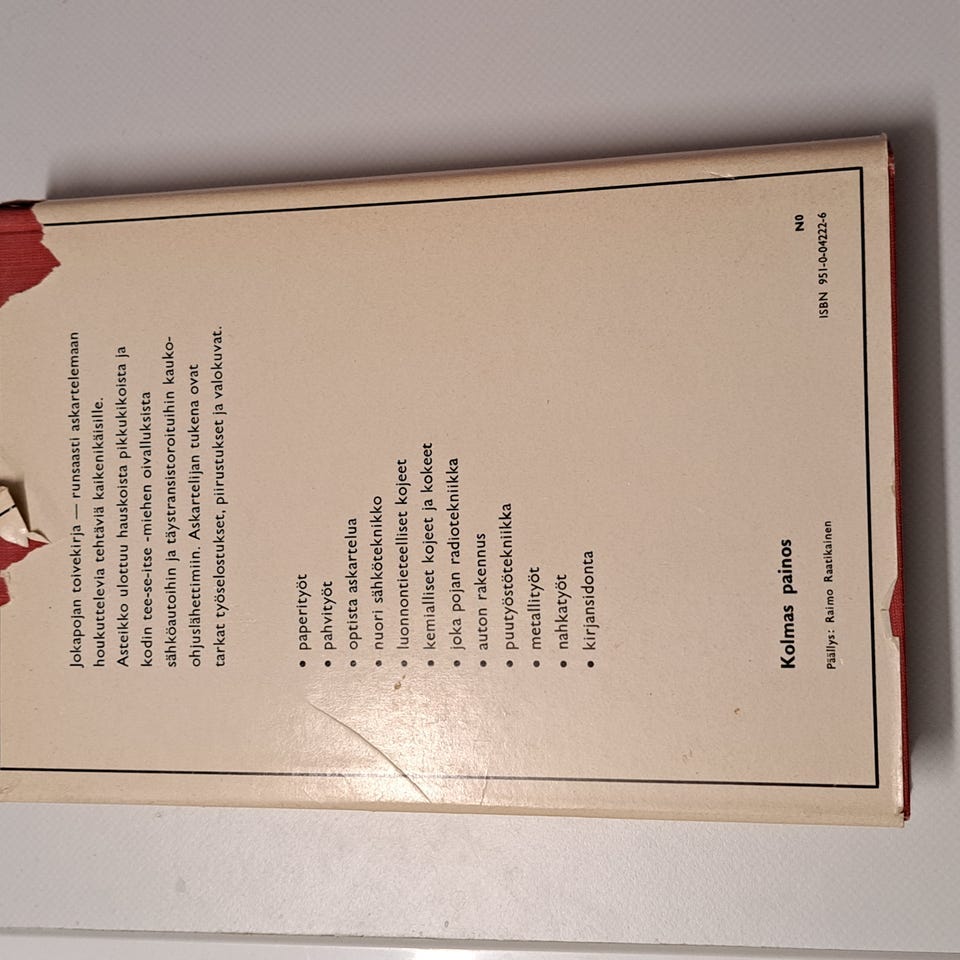 Jokapojan toivekirja — runsaasti askartelemaan
houkuttelevia tehtäviä kaikenikäisille.
Asteikko ulottuu hauskoista pikkukikoista ja
kodin tee-se-itse -miehen oivalluksista
sähköautoihin ja täystransistoroituihin kauko-
ohjuslähettimiin. Askartelijan tukena ovat
tarkat työselostukset, piirustukset ja valokuvat.
• paperityöt
• pahvityöt
• optista askartelua
• nuori sähköteknikko
• luonnontieteelliset kojeet
• kemialliset kojeet ja kokeet
• joka pojan radiotekniikka
• auton rakennus
• puutyöstötekniikka
• metallityöt
• nahkatyöt
• kirjansidonta
Kolmas painos
N0
Päällys: Raimo Raatikainen
ISBN 951-0-04222-6